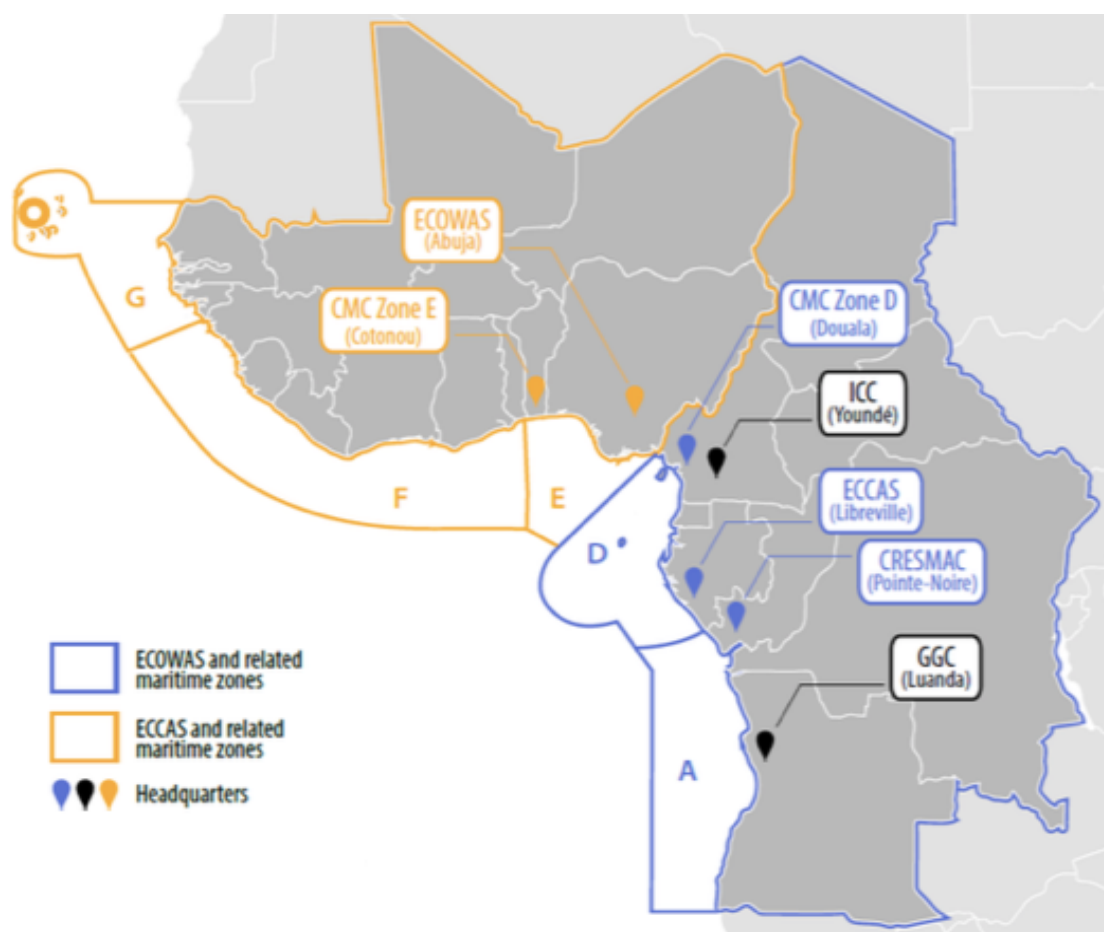 ECOWAS
(Abuja)
CMC Zone E
(Cotonou)
CMC Zone D
(Douala)
ICC
(Youndé)
ECCAS
(Libreville)
CRESMAC
(Pointe-Noire)
GGC
(Luanda)
G
F
E
D
A
ECOWAS and related
maritime zones
ECCAS and related
maritime zones
Headquarters